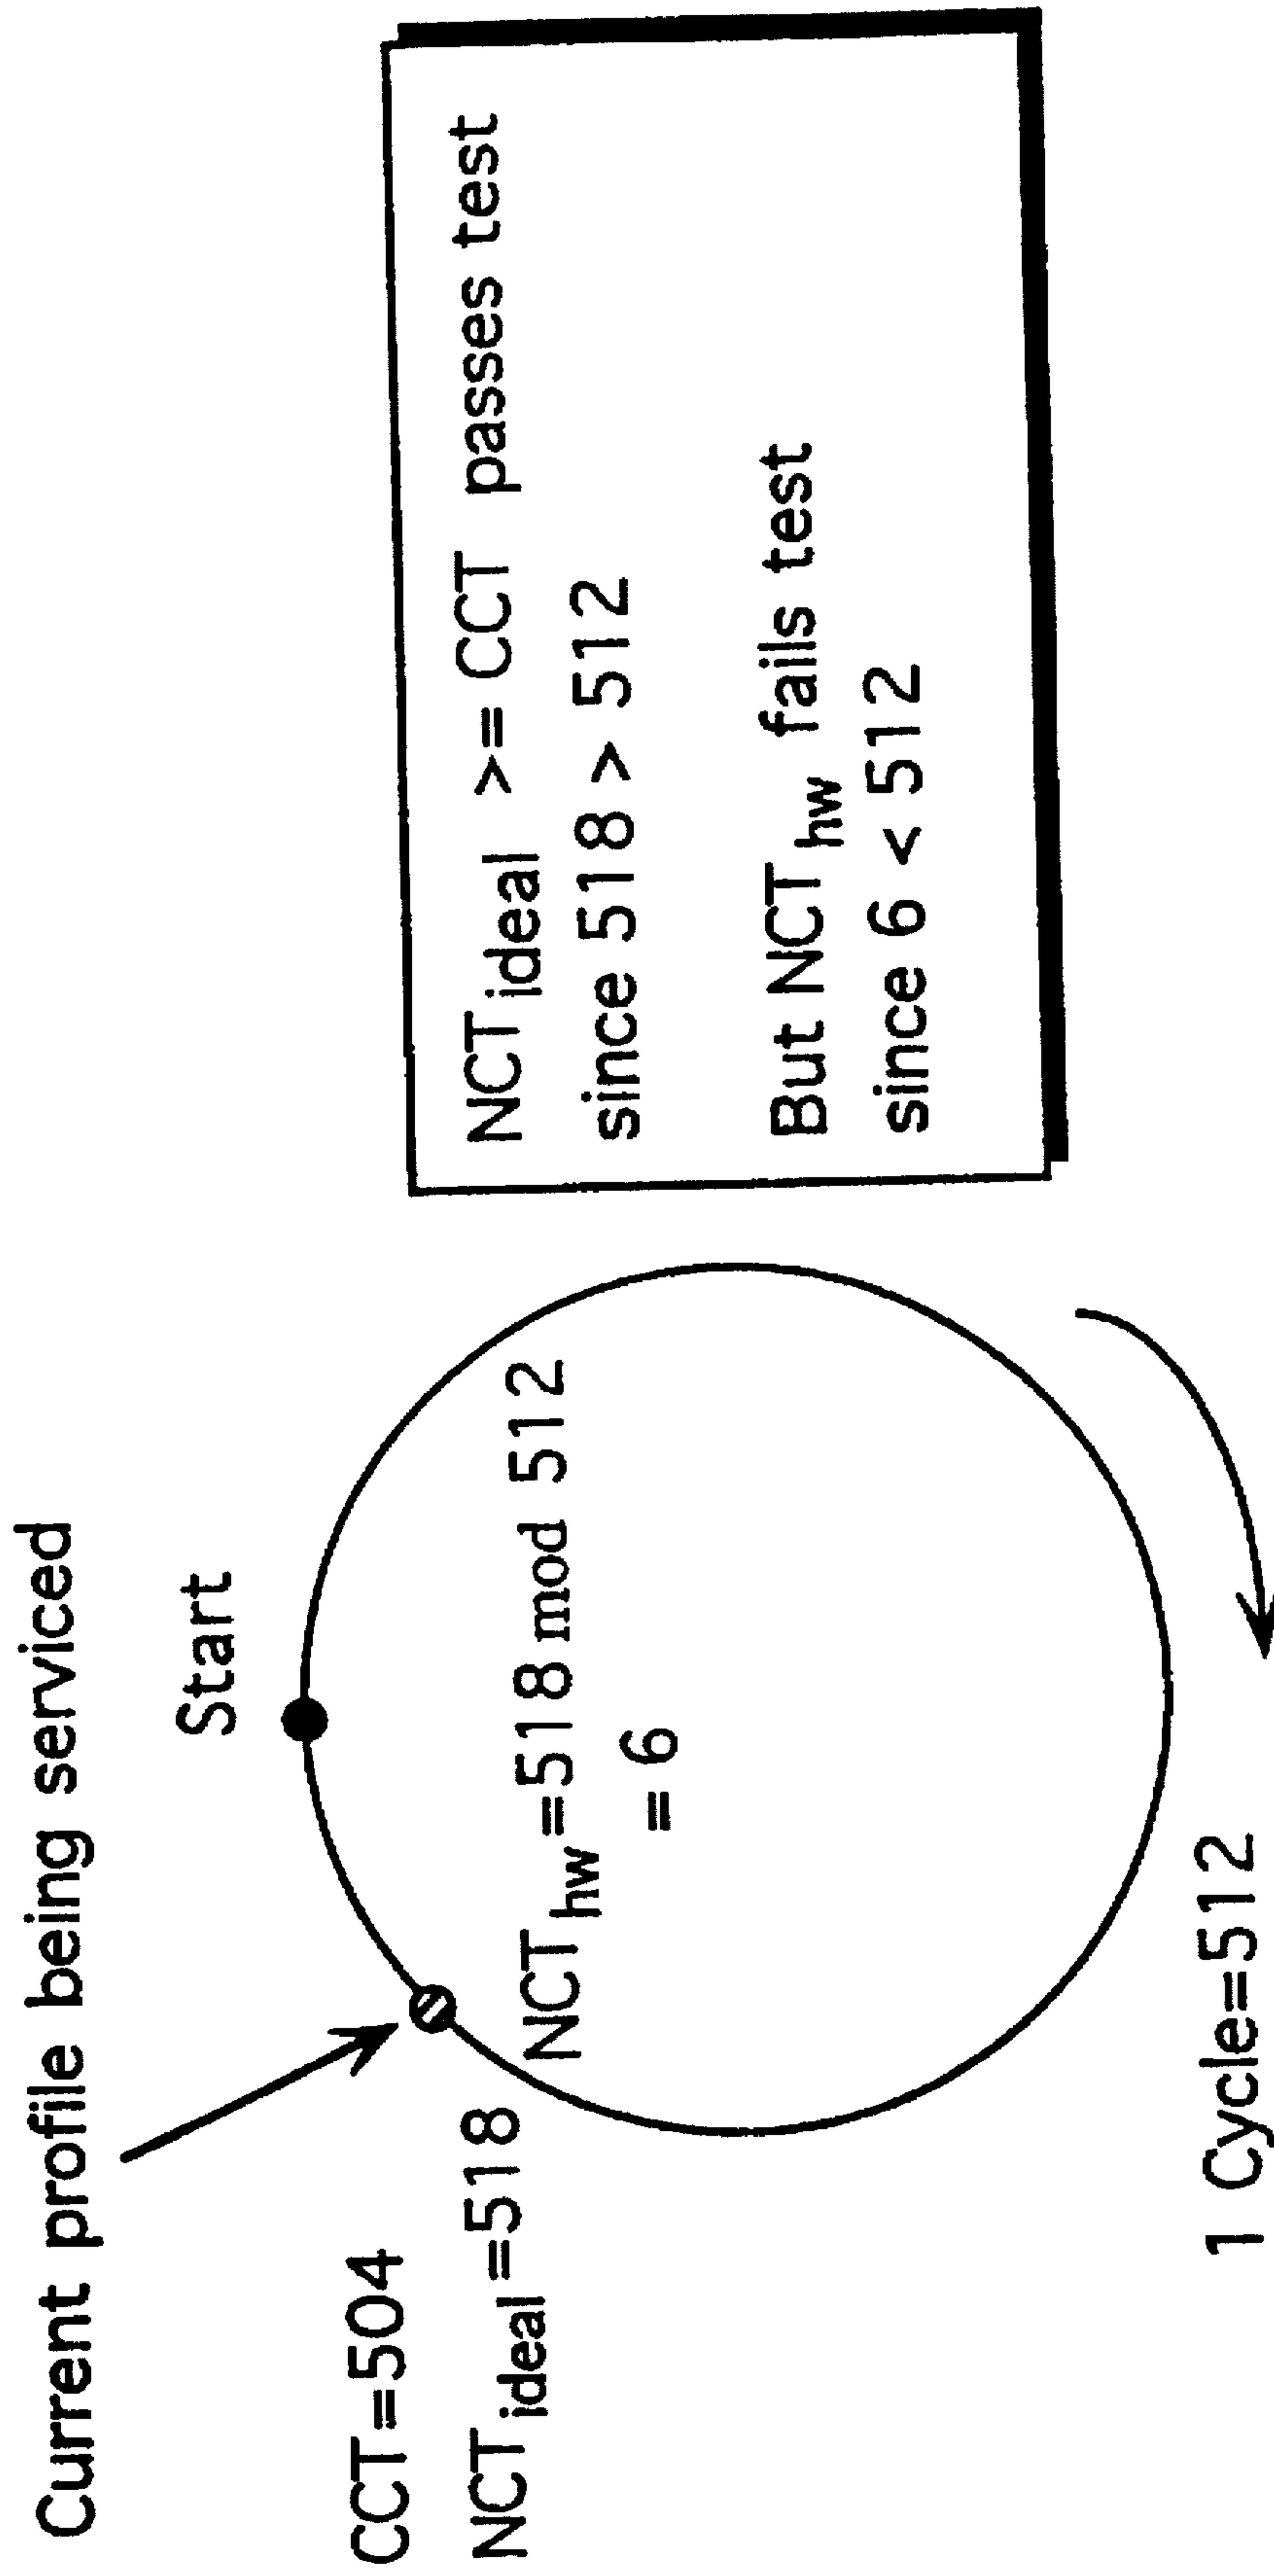 Current profile being serviced
Start
CCT=504
NCTideal=518
NCThw=518 mod 512
=6
1 Cycle=512
NCTideal >= CCT passes test
since 518 > 512
But NCThw fails test
since 6 < 512